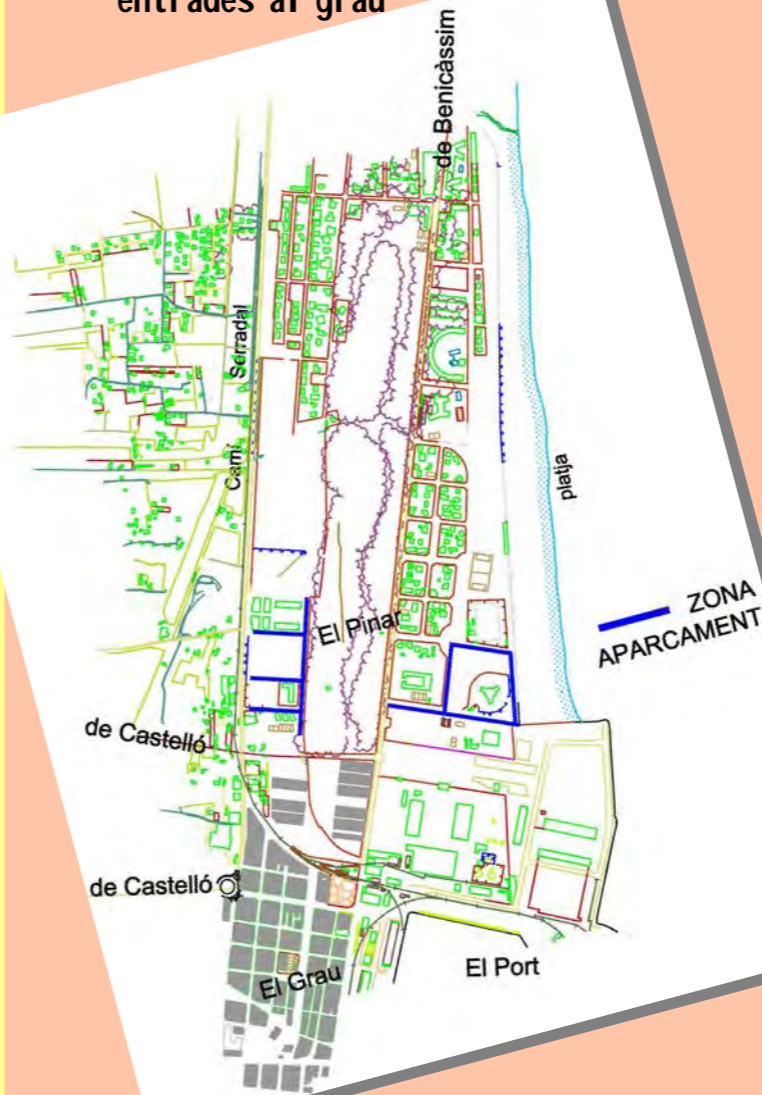 entrades al grau
de Benicàssim
Serradal
Camí
platja
ZONA
APARCAMENT
El Pinar
de Castelló
de Castelló
El Grau
El Port